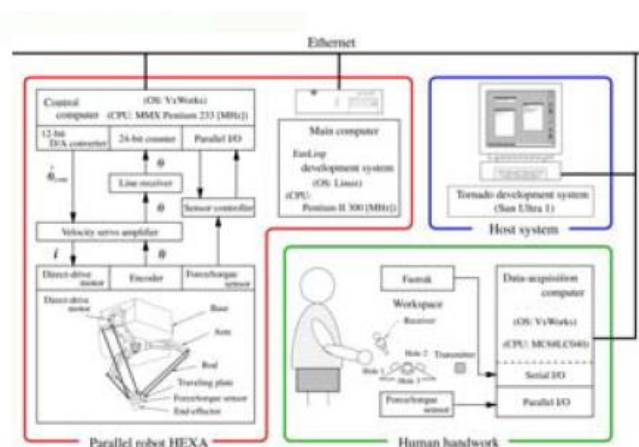 Ethernet
Control
computer
(OS: VxWorks)
(CPU: MMX Pentium 233 [MHz])
12-bit
D/A converter
24-bit counter
Parallel I/O
θ
Line receiver
θ
Sensor controller
Velocity servo amplifier
i
θ
Direct-drive
motor
Encoder
Force/torque
sensor
Direct-drive
motor
Base
Arm
Rod
Traveling plate
Force/torque sensor
End-effector
Parallel robot HEXA
Main computer
EusLisp
development system
(OS: Linux)
(CPU:
Pentium II 300 [MHz])
Tornado development system
(Sun Ultra 1)
Host system
Fastrak
Workspace
Receiver
Hole 1
Hole 2
Hole 3
Transmitter
Force/torque
sensor
Data-acquisition
computer
(OS: VxWorks)
Serial I/O
Parallel I/O
Human handwork